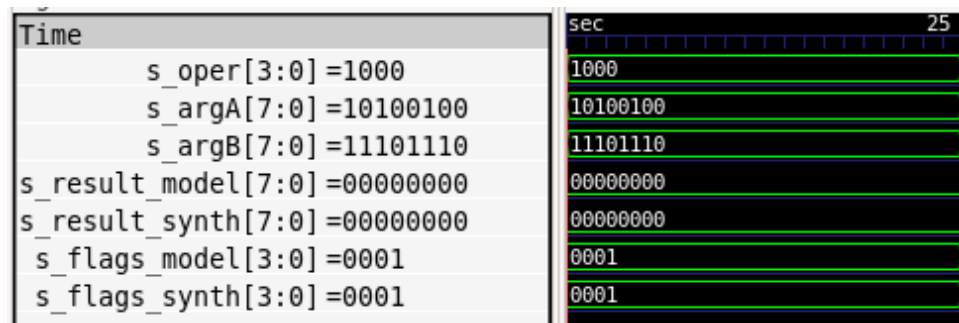 Time
sec 25
s_oper[3:0]=1000
1000
s_argA[7:0]=10100100
10100100
s_argB[7:0]=11101110
11101110
s_result_model[7:0]=00000000
00000000
s_result_synth[7:0]=00000000
00000000
s_flags_model[3:0]=0001
0001
s_flags_synth[3:0]=0001
0001